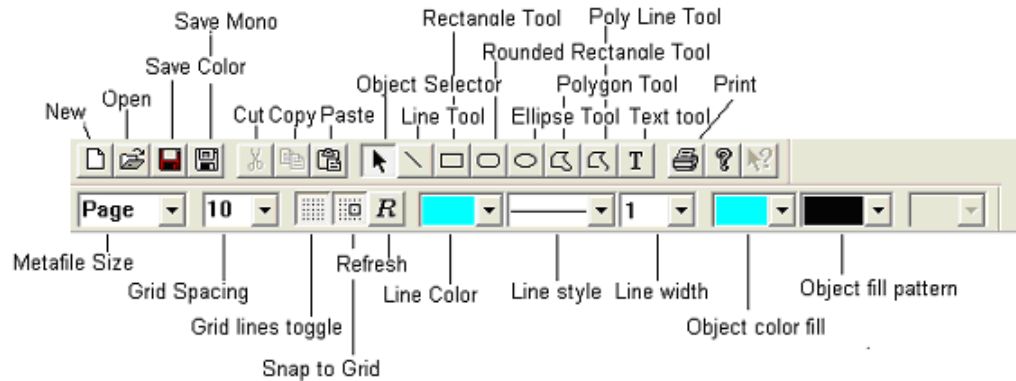 Rectangle Tool Poly Line Tool
Save Mono
Rounded Rectangle Tool
Save Color
Object Selector Polygon Tool Print
New Open
Cut Copy Paste Line Tool Ellipse Tool Text tool
T
Page 10 R 1
Metafile Size Refresh
Grid Spacing Line Color Line style Line width Object fill pattern
Grid lines toggle Object color fill
Snap to Grid